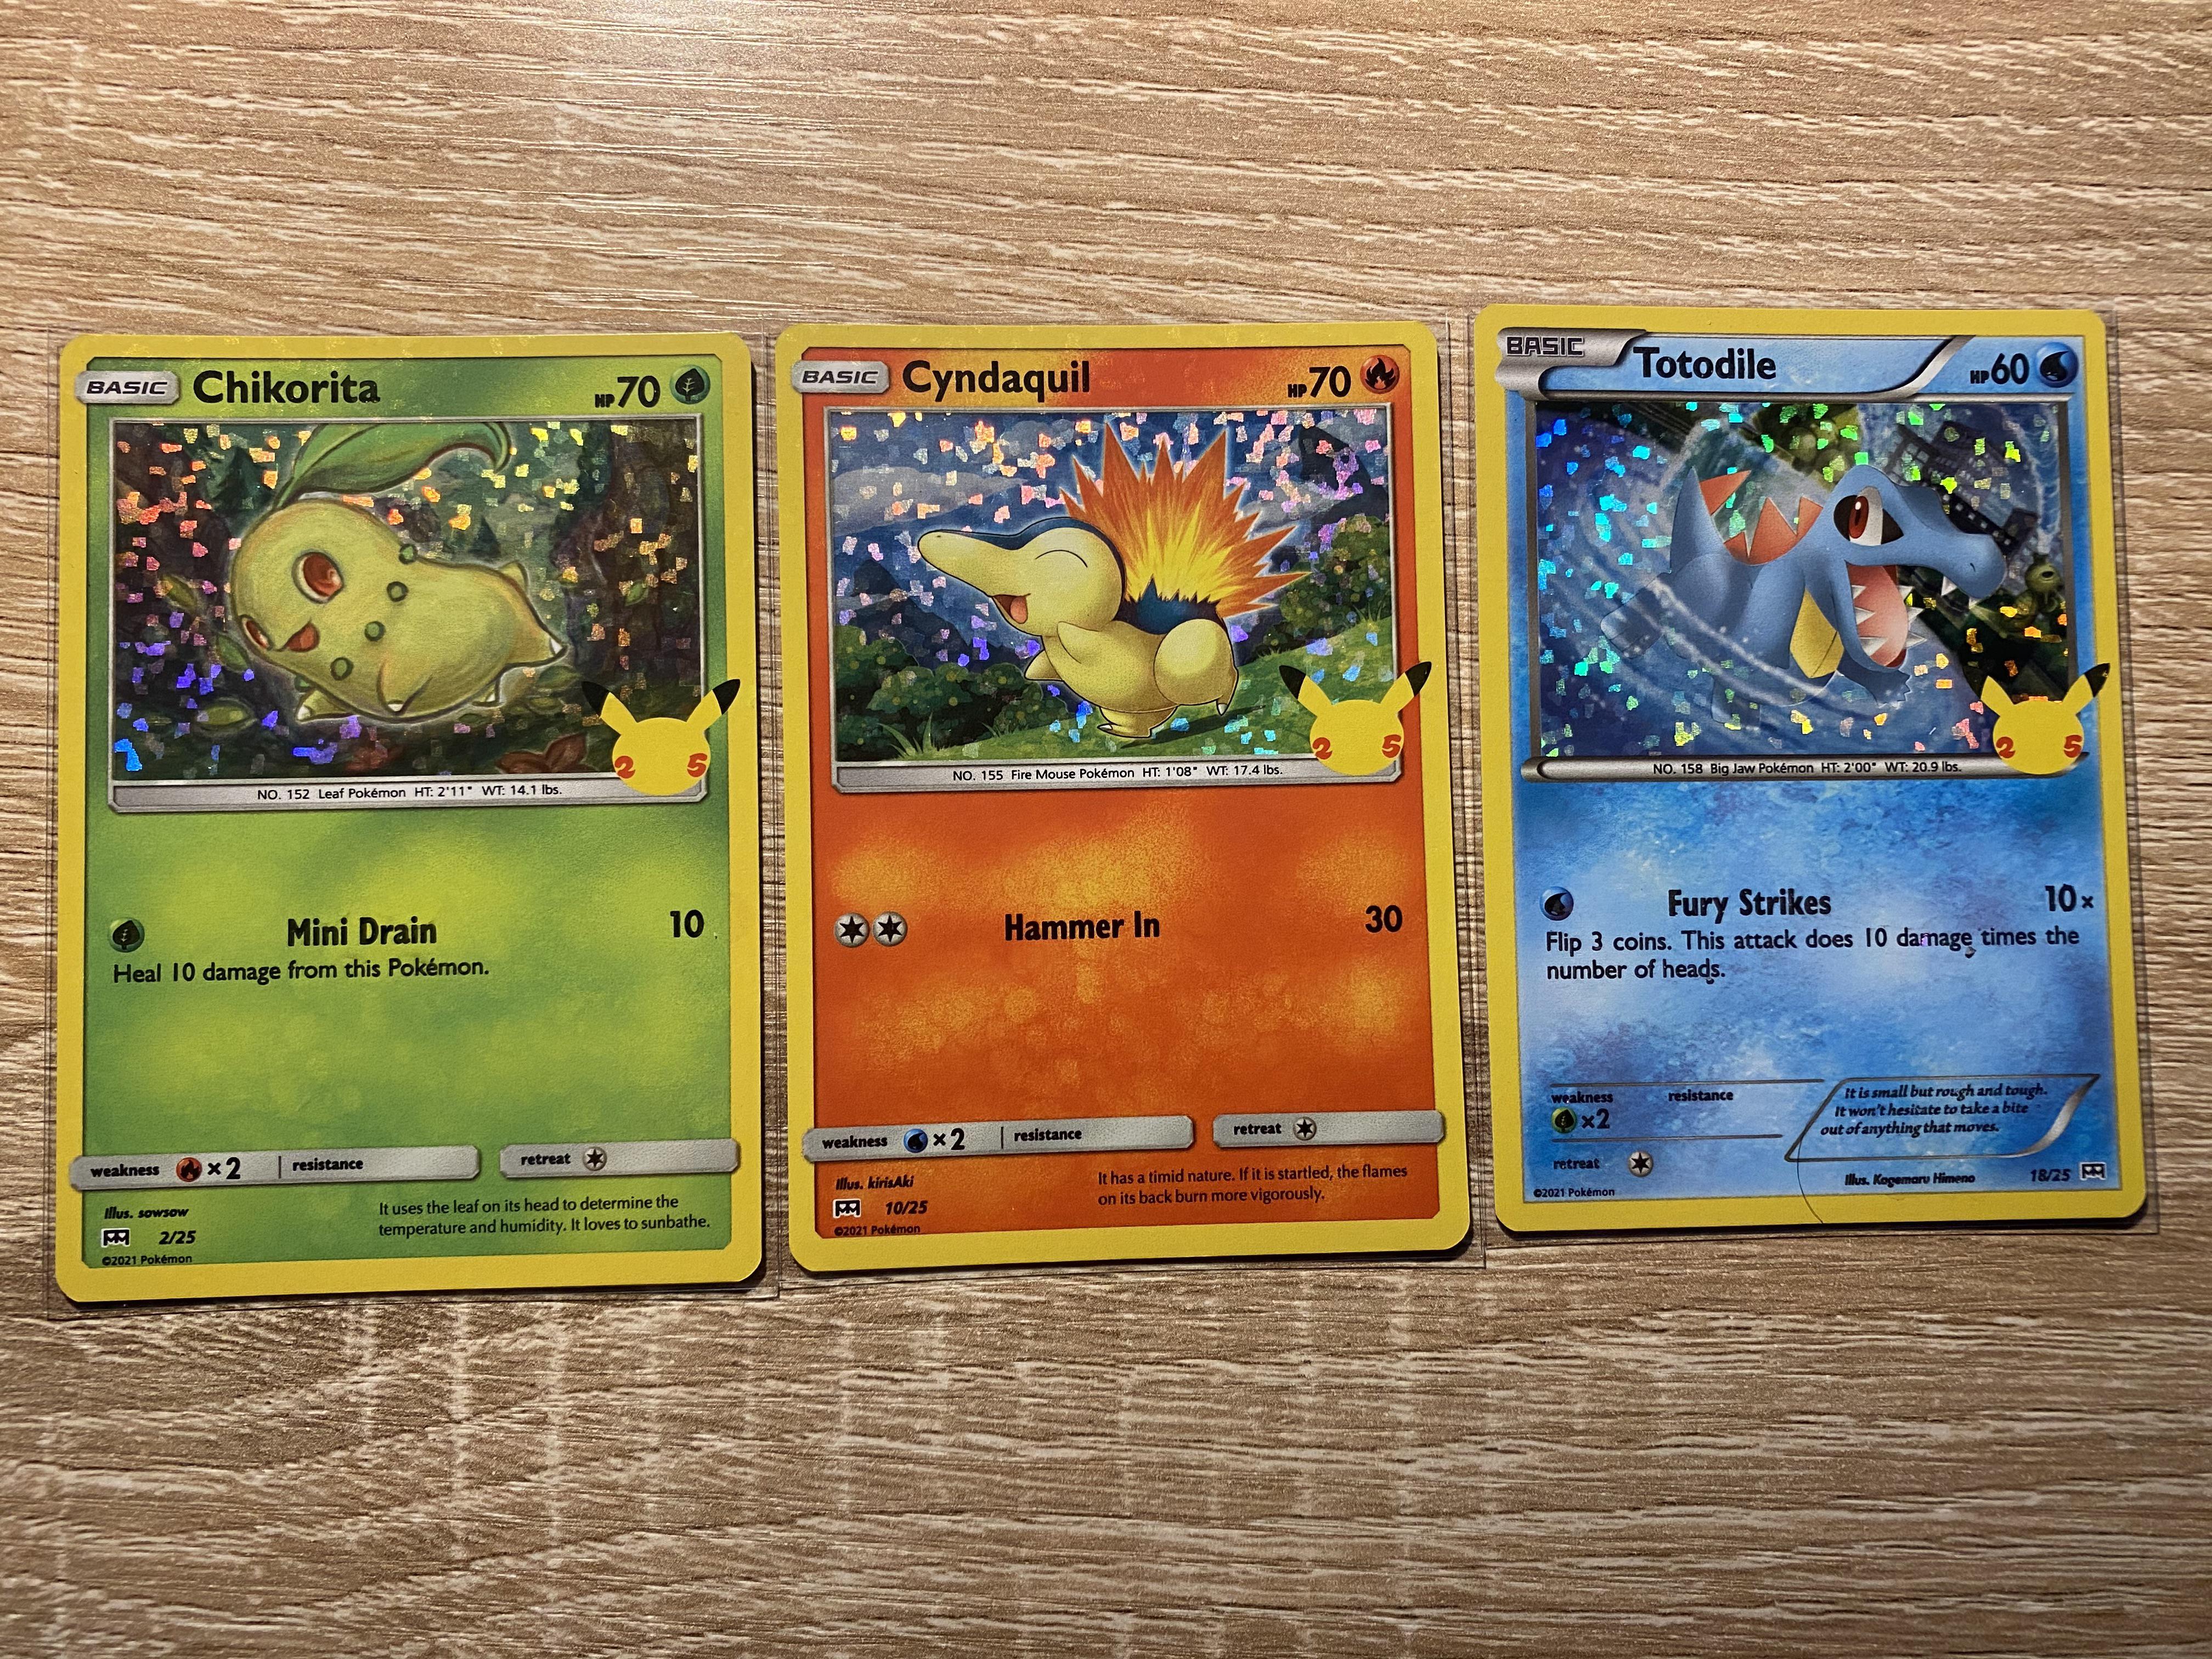 BASIC Chikorita HP70
2 5
NO. 152 Leaf Pokémon HT: 2'11" WT: 14.1 lbs.
Mini Drain 10
Heal 10 damage from this Pokémon.
weakness ×2 resistance retreat
Illus. sowsow
2/25
©2021 Pokémon
It uses the leaf on its head to determine the
temperature and humidity. It loves to sunbathe.
BASIC Cyndaquil HP70
2 5
NO. 155 Fire Mouse Pokémon HT: 1'08" WT: 17.4 lbs.
Hammer In 30
weakness ×2 resistance retreat
Illus. kirisAki
10/25
©2021 Pokémon
It has a timid nature. If it is startled, the flames
on its back burn more vigorously.
BASIC Totodile HP60
2 5
NO. 158 Big Jaw Pokémon HT: 2'00" WT: 20.9 lbs.
Fury Strikes 10×
Flip 3 coins. This attack does 10 damage times the
number of heads.
weakness resistance
×2
retreat
It is small but rough and tough.
It won't hesitate to take a bite
out of anything that moves.
©2021 Pokémon Illus. Kagemaru Himeno 18/25